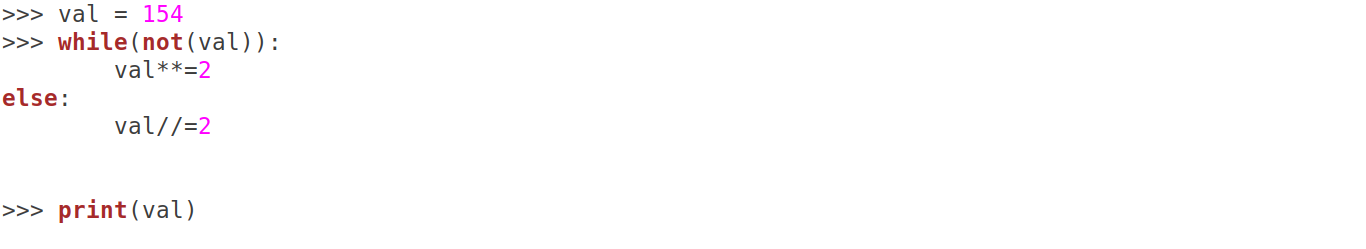 >>> val = 154
>>> while(not(val)):
        val**=2
else:
        val//=2
>>> print(val)